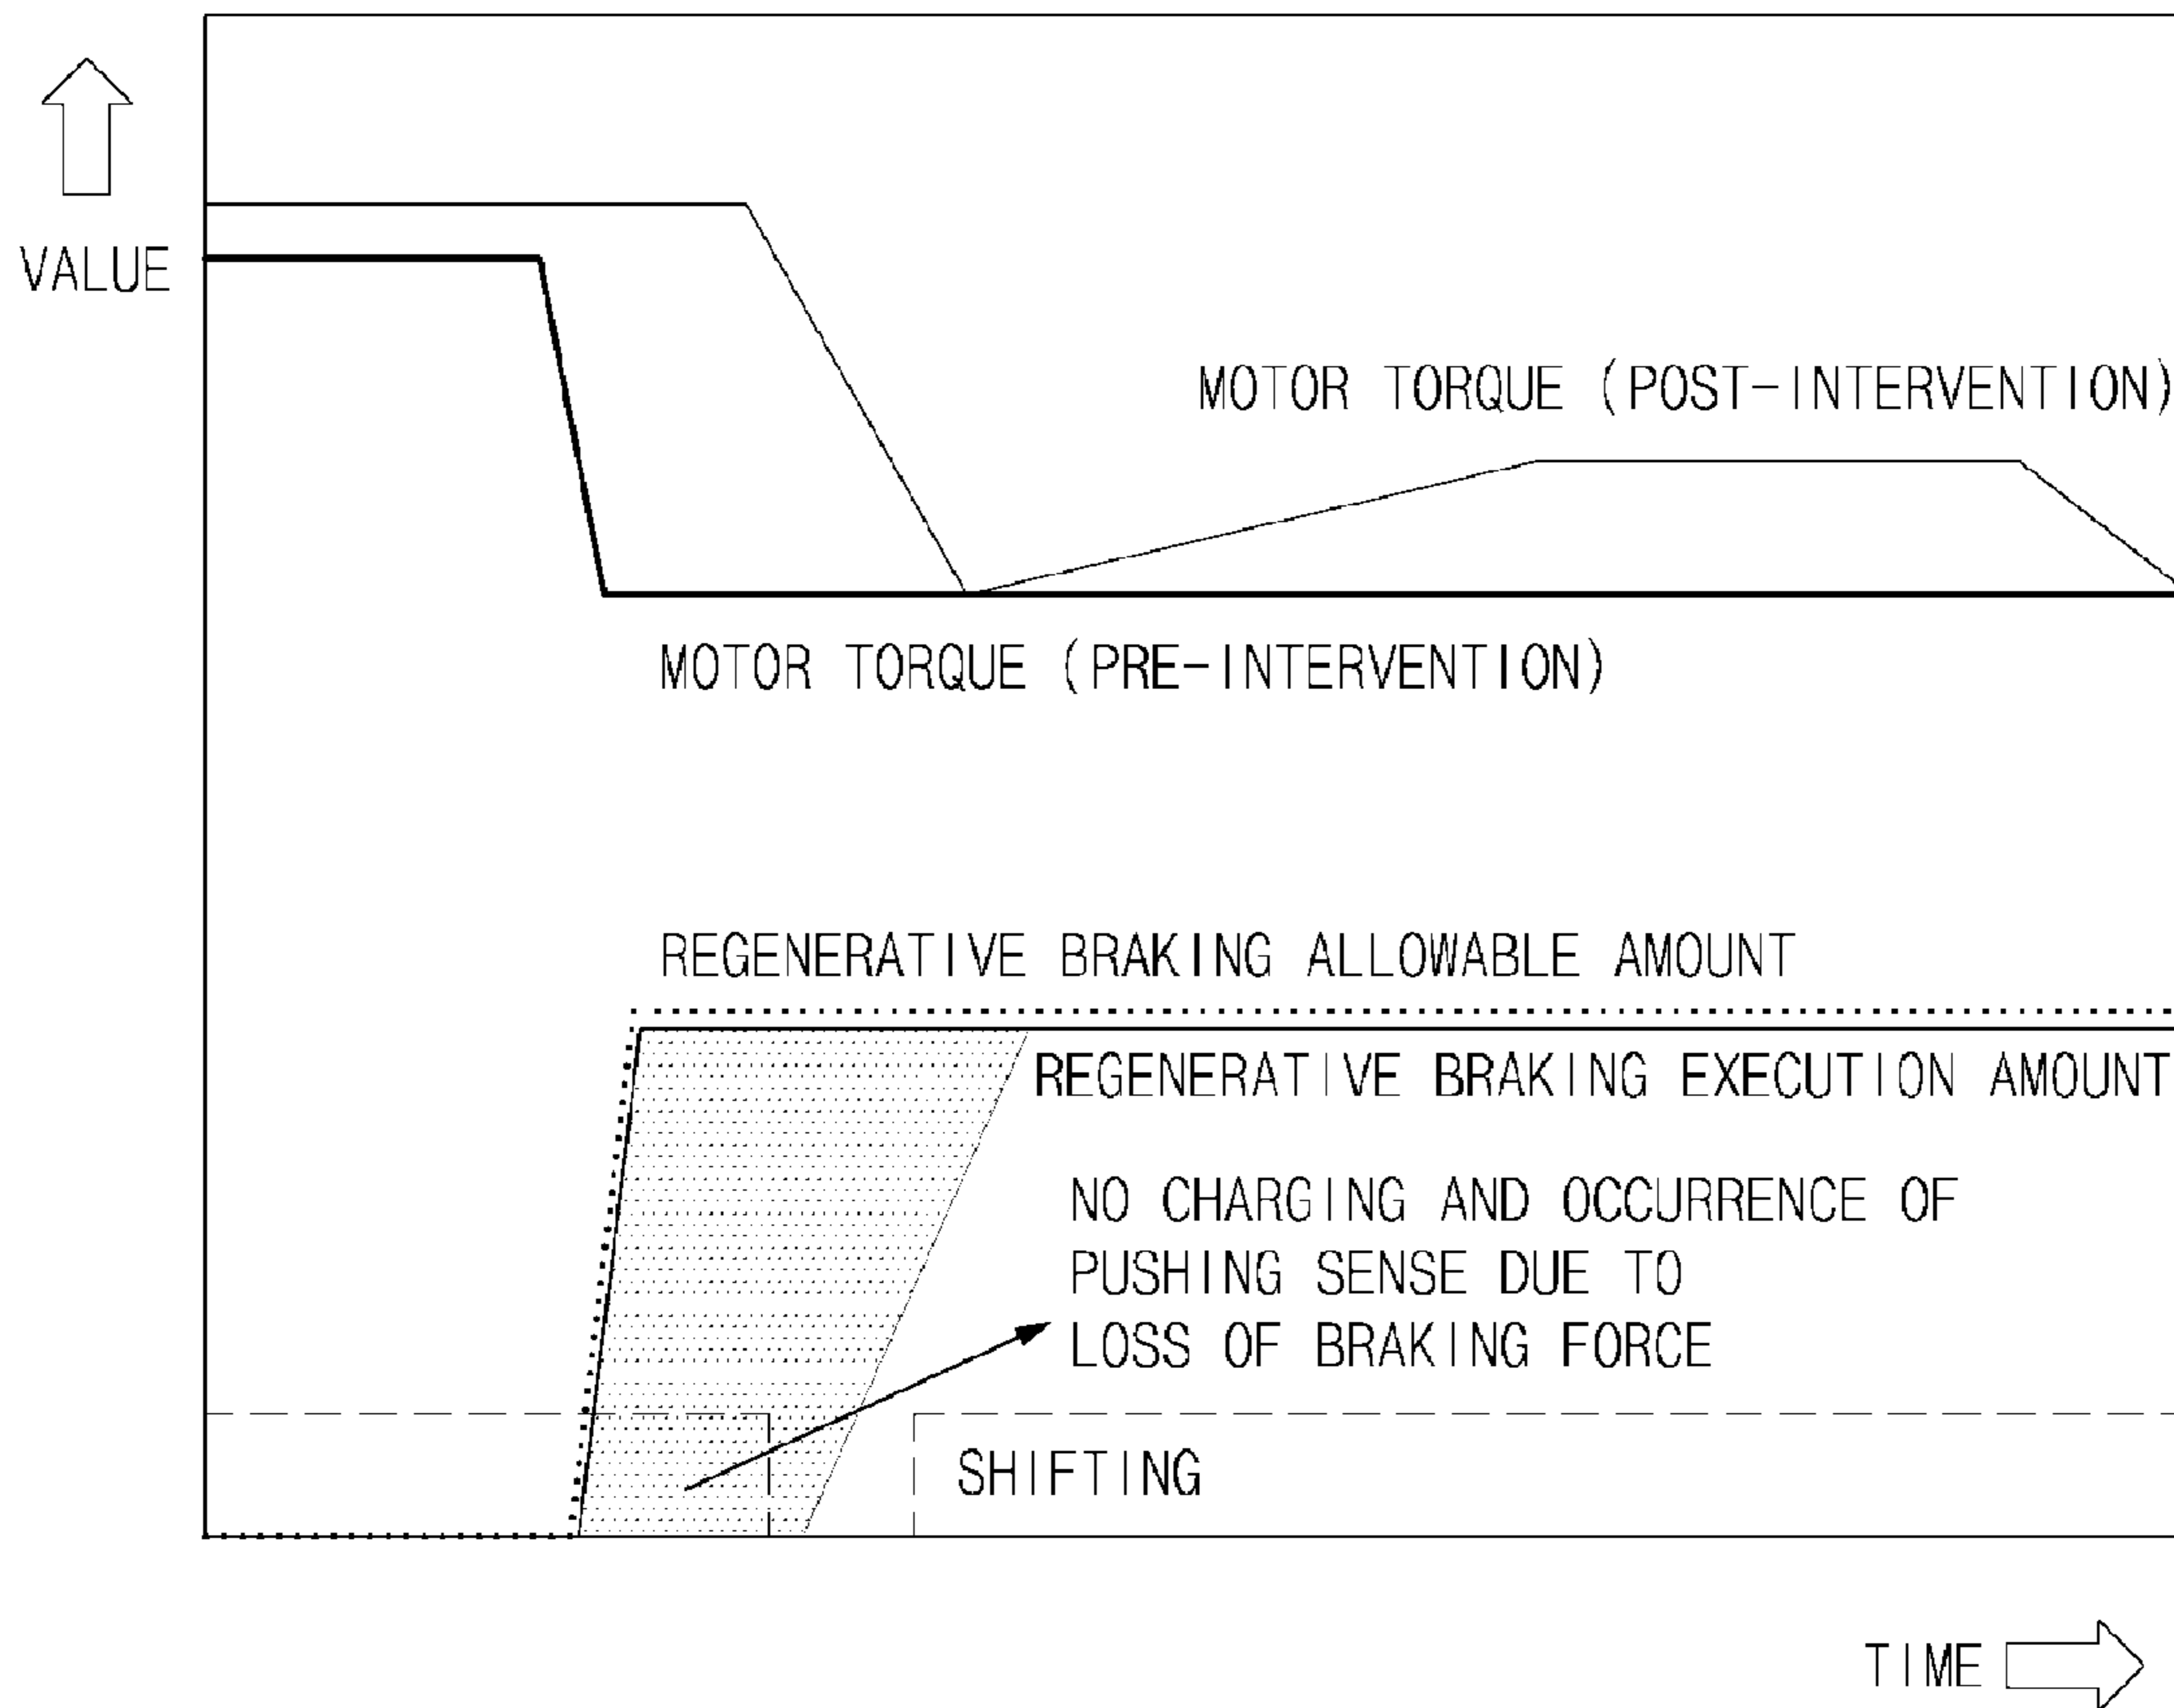 VALUE
MOTOR TORQUE (POST-INTERVENTION)
MOTOR TORQUE (PRE-INTERVENTION)
REGENERATIVE BRAKING ALLOWABLE AMOUNT
REGENERATIVE BRAKING EXECUTION AMOUNT
NO CHARGING AND OCCURRENCE OF
PUSHING SENSE DUE TO
LOSS OF BRAKING FORCE
SHIFTING
TIME